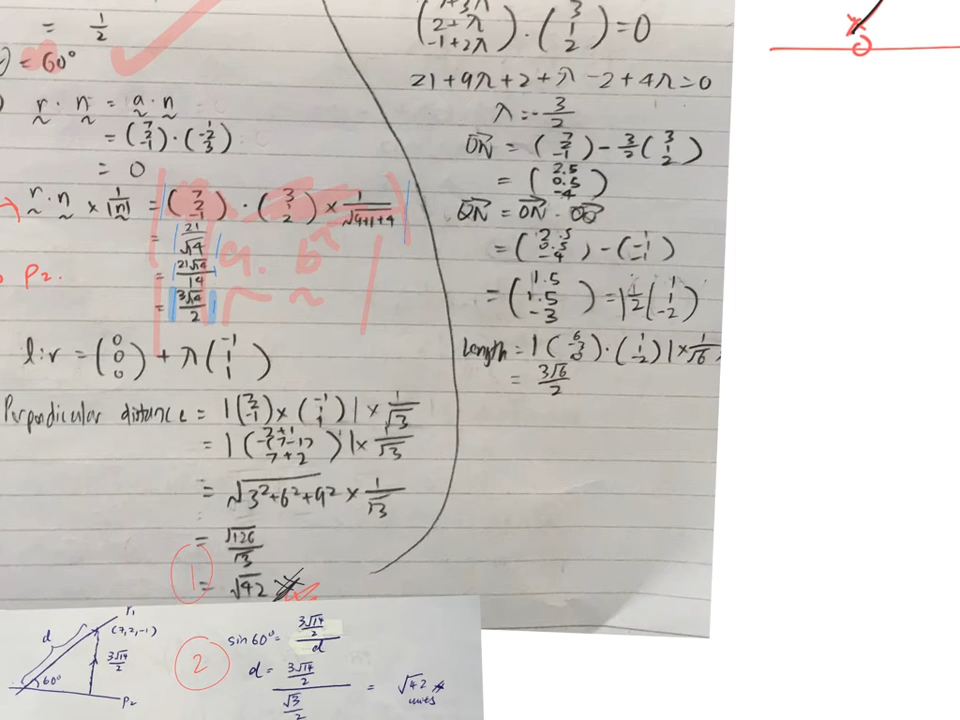 = 1/2
) = 60°
r · n = a · n
= (7 2 -1) · (-2 1 3)
= 0
r · n × 1/|n| = (7 2 -1) · (3 1 2) × 1/√(9+1+4)
= |21/√14|
a. b
= |21√14/14|
P2.
= |3√14/2|
l: r = (0 0 0) + λ(-1 1 1)
Perpendicular distance = |(7 2 -1) × (-1 1 1)| × 1/√3
= |(2+1 -(7-1) 7+2)| × 1/√3
= √(3²+6²+9²) × 1/√3
= √126/√3
1
= √42
(7+3λ 2+λ -1+2λ) · (3 1 2) = 0
21+9λ+2+λ-2+4λ=0
λ=-3/2
ON = (7 2 -1) - 3/2(3 1 2)
= (2.5 0.5 -4)
QN = ON - OQ
= (2.5 0.5 -4) - (1 -1 -1)
= (1.5 1.5 -3) = 1 1/2 (1 1 -2)
Length = |(6 3 0) · (1 1 -2)| × 1/√6
= 3√6/2
r1
d
(7,2,-1)
3√14/2
60°
P2
2
sin60° = (3√14/2)/d
d = (3√14/2)/(√3/2) = √42 units